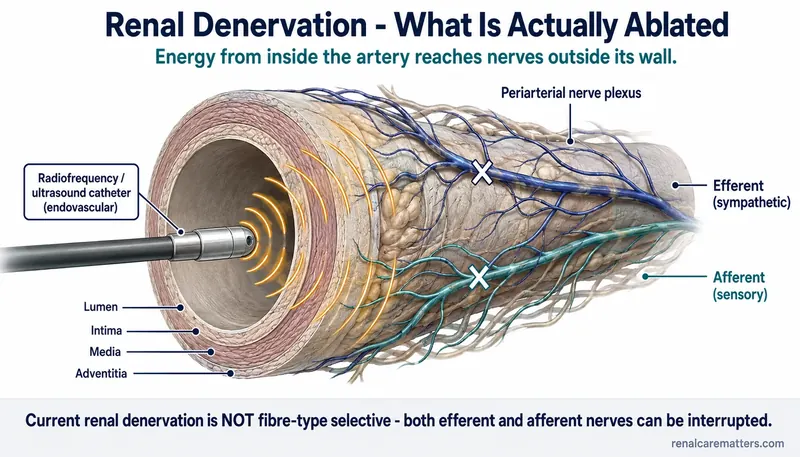 Renal Denervation - What Is Actually Ablated
Energy from inside the artery reaches nerves outside its wall.
Periarterial nerve plexus
Radiofrequency /
ultrasound catheter
(endovascular)
Efferent
(sympathetic)
Afferent
(sensory)
Lumen
Intima
Media
Adventitia
Current renal denervation is NOT fibre-type selective - both efferent and afferent nerves can be interrupted.
renalcarematters.com